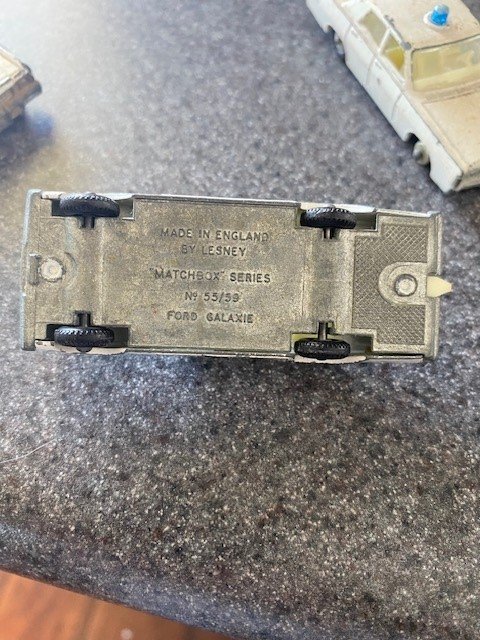 MADE IN ENGLAND
BY LESNEY
"MATCHBOX" SERIES
No 55/59
FORD GALAXIE